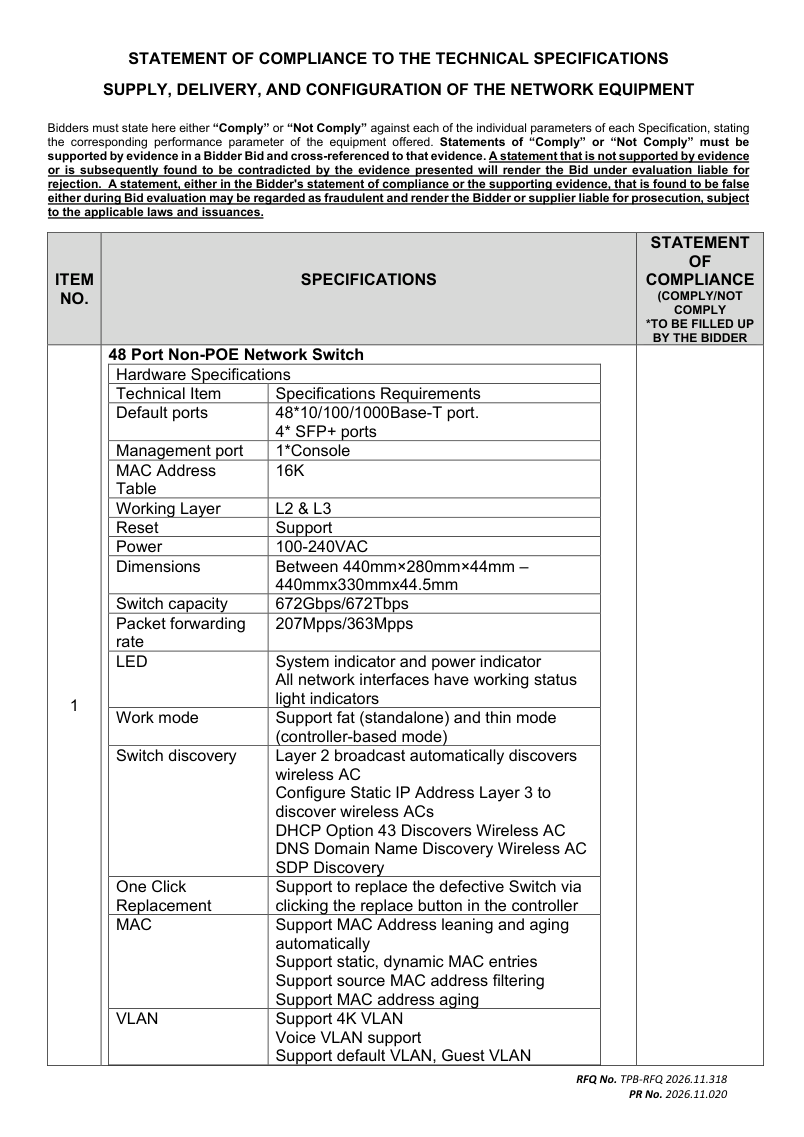 STATEMENT OF COMPLIANCE TO THE TECHNICAL SPECIFICATIONS
SUPPLY, DELIVERY, AND CONFIGURATION OF THE NETWORK EQUIPMENT
Bidders must state here either “Comply” or “Not Comply” against each of the individual parameters of each Specification, stating
the corresponding performance parameter of the equipment offered. Statements of “Comply” or “Not Comply” must be
supported by evidence in a Bidder Bid and cross-referenced to that evidence. A statement that is not supported by evidence
or is subsequently found to be contradicted by the evidence presented will render the Bid under evaluation liable for
rejection. A statement, either in the Bidder's statement of compliance or the supporting evidence, that is found to be false
either during Bid evaluation may be regarded as fraudulent and render the Bidder or supplier liable for prosecution, subject
to the applicable laws and issuances.
ITEM
NO.
SPECIFICATIONS
STATEMENT
OF
COMPLIANCE
(COMPLY/NOT
COMPLY
*TO BE FILLED UP
BY THE BIDDER
1
48 Port Non-POE Network Switch
Hardware Specifications
Technical Item Specifications Requirements
Default ports 48*10/100/1000Base-T port.
4* SFP+ ports
Management port 1*Console
MAC Address 16K
Table
Working Layer L2 & L3
Reset Support
Power 100-240VAC
Dimensions Between 440mm×280mm×44mm –
440mmx330mmx44.5mm
Switch capacity 672Gbps/672Tbps
Packet forwarding 207Mpps/363Mpps
rate
LED System indicator and power indicator
All network interfaces have working status
light indicators
Work mode Support fat (standalone) and thin mode
(controller-based mode)
Switch discovery Layer 2 broadcast automatically discovers
wireless AC
Configure Static IP Address Layer 3 to
discover wireless ACs
DHCP Option 43 Discovers Wireless AC
DNS Domain Name Discovery Wireless AC
SDP Discovery
One Click Support to replace the defective Switch via
Replacement clicking the replace button in the controller
MAC Support MAC Address leaning and aging
automatically
Support static, dynamic MAC entries
Support source MAC address filtering
Support MAC address aging
VLAN Support 4K VLAN
Voice VLAN support
Support default VLAN, Guest VLAN
RFQ No. TPB-RFQ 2026.11.318
PR No. 2026.11.020